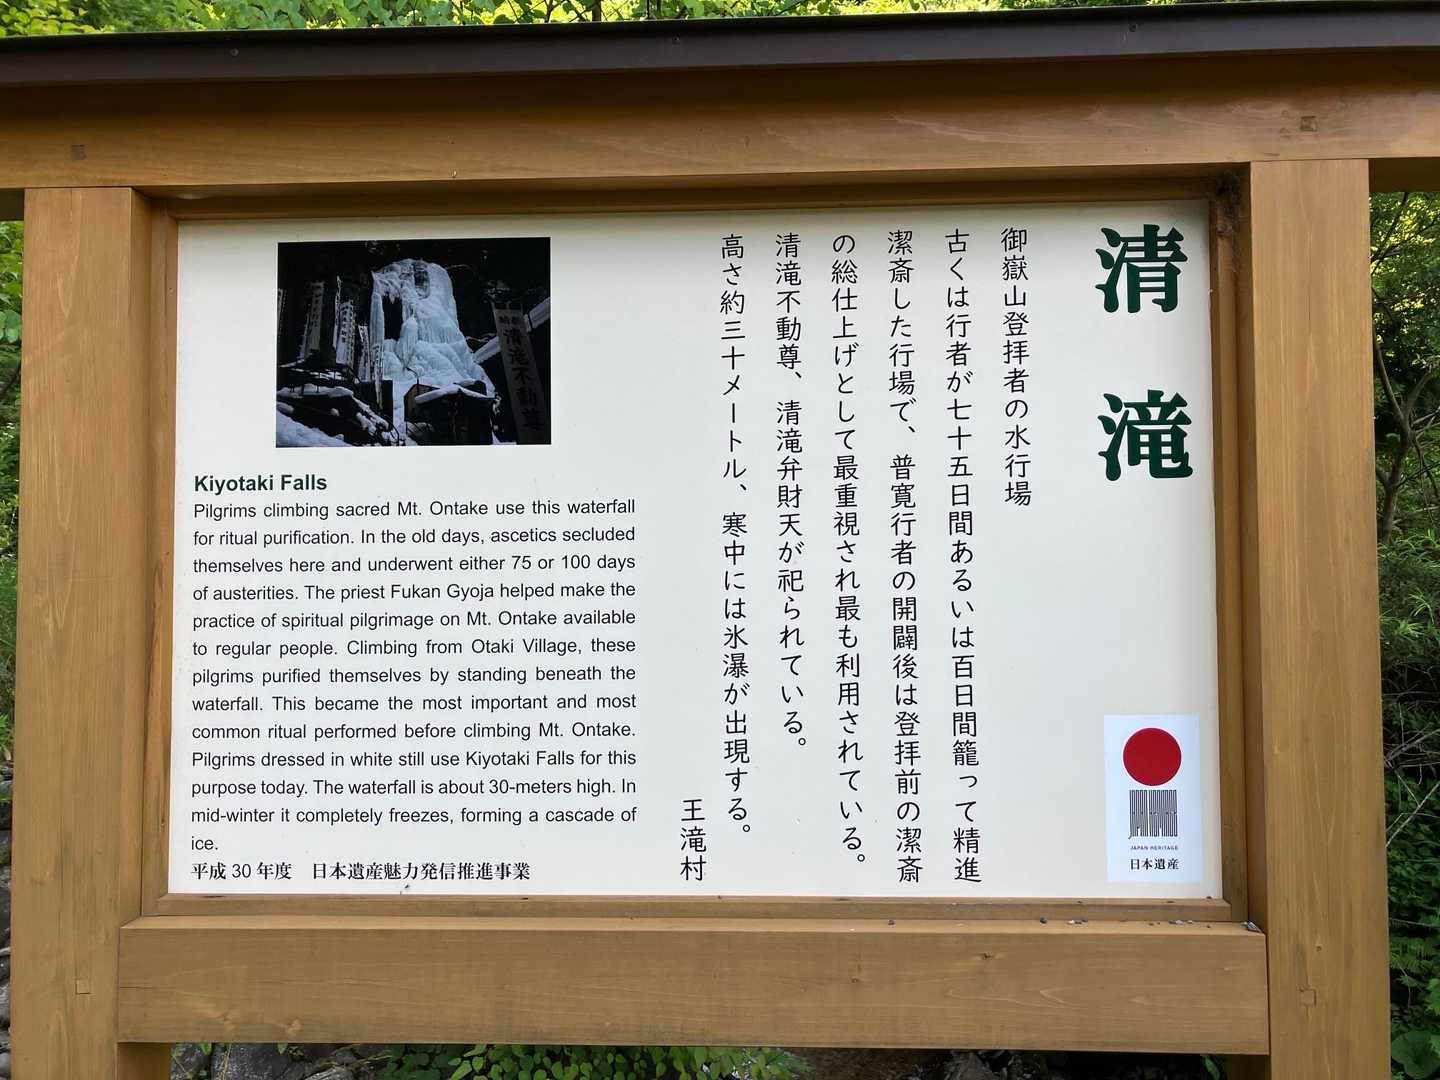 清滝
御嶽山登拝者の水行場
古くは行者が七十五日間あるいは百日間籠って精進
潔斎した行場で、普寛行者の開闢後は登拝前の潔斎
の総仕上げとして最重視され最も利用されている。
清滝不動尊、清滝弁財天が祀られている。
高さ約三十メートル、寒中には氷瀑が出現する。
王滝村
清滝不動尊
Kiyotaki Falls
Pilgrims climbing sacred Mt. Ontake use this waterfall
for ritual purification. In the old days, ascetics secluded
themselves here and underwent either 75 or 100 days
of austerities. The priest Fukan Gyoja helped make the
practice of spiritual pilgrimage on Mt. Ontake available
to regular people. Climbing from Otaki Village, these
pilgrims purified themselves by standing beneath the
waterfall. This became the most important and most
common ritual performed before climbing Mt. Ontake.
Pilgrims dressed in white still use Kiyotaki Falls for this
purpose today. The waterfall is about 30-meters high. In
mid-winter it completely freezes, forming a cascade of
ice.
平成 30 年度　日本遺産魅力発信推進事業
JAPAN HERITAGE
日本遺産